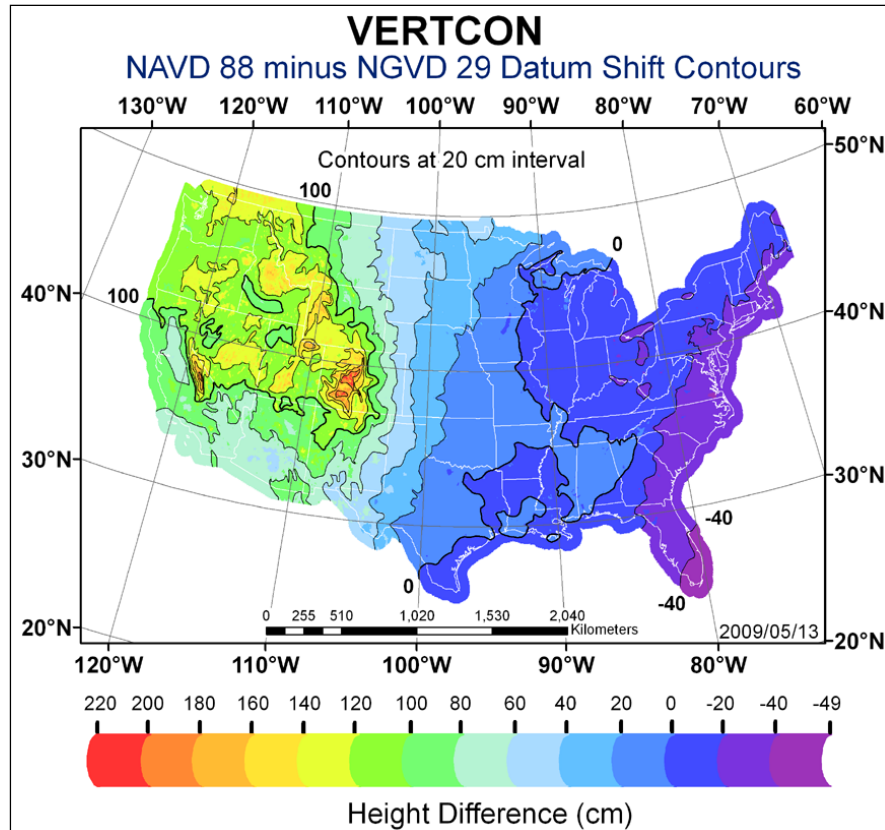 VERTCON
NAVD 88 minus NGVD 29 Datum Shift Contours
130°W 120°W 110°W 100°W 90°W 80°W 70°W 60°W
50°N
Contours at 20 cm interval
100
0
40°N
40°N
100
30°N
30°N
-40
0
-40
0 255 510 1,020 1,530 2,040
Kilometers
2009/05/13
20°N
20°N
120°W 110°W 100°W 90°W 80°W
220 200 180 160 140 120 100 80 60 40 20 0 -20 -40 -49
Height Difference (cm)